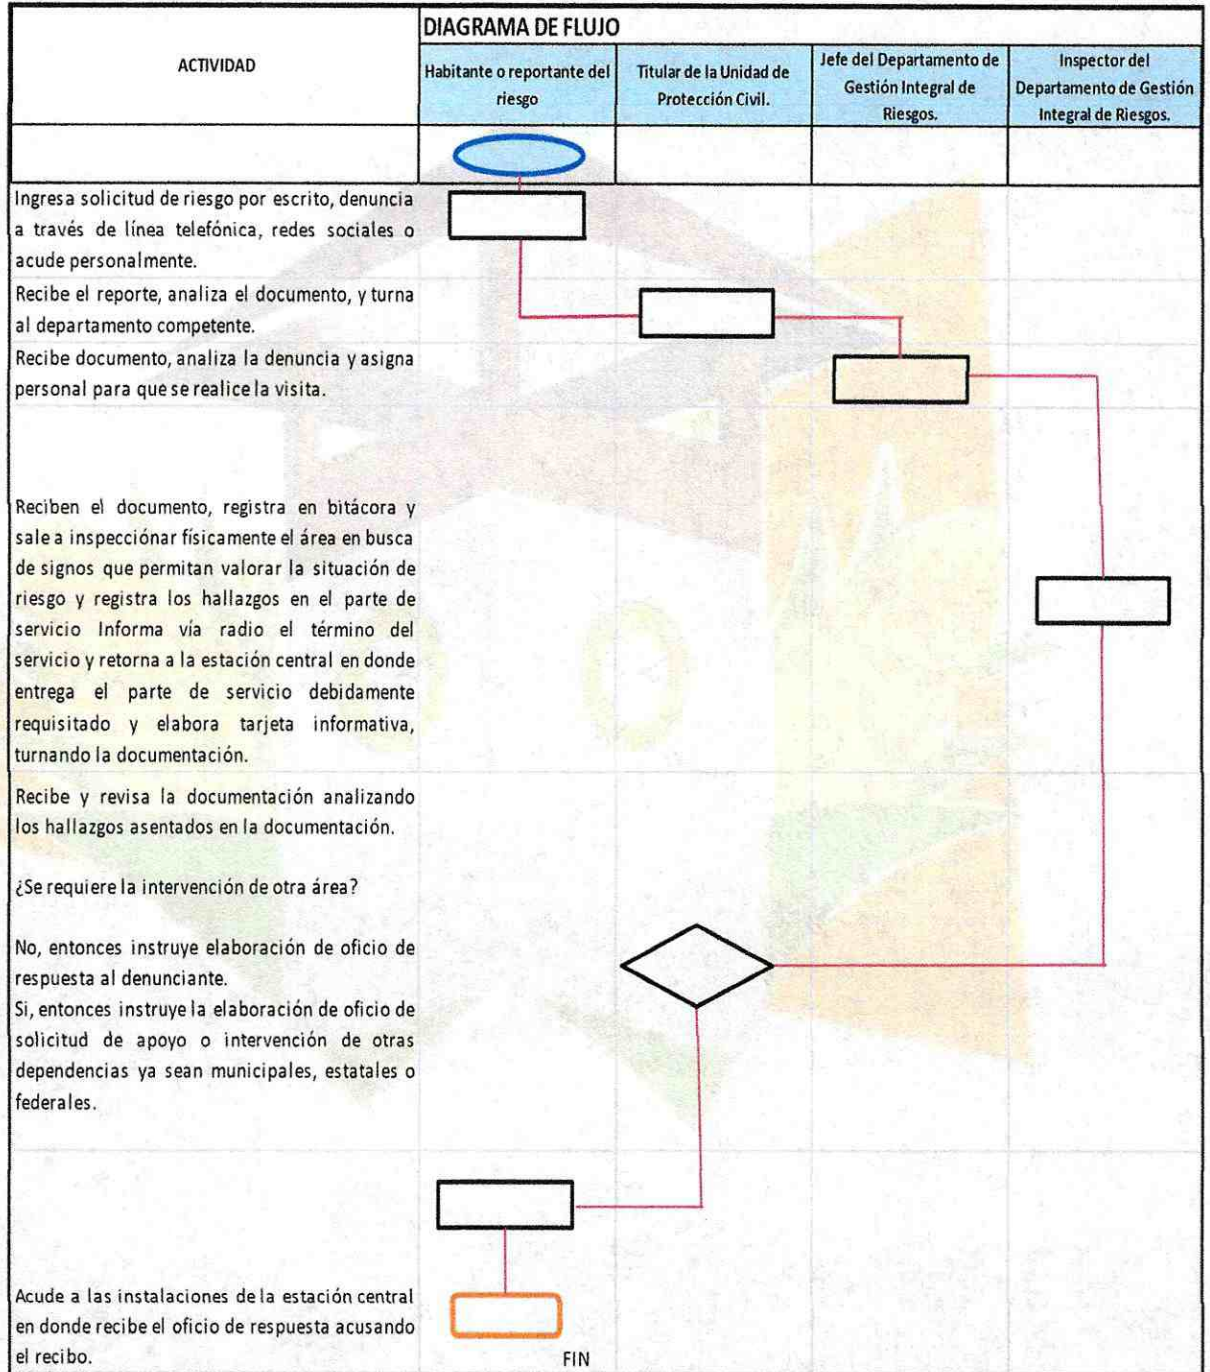 DIAGRAMA DE FLUJO
ACTIVIDAD
Habitante o reportante del
riesgo
Titular de la Unidad de
Protección Civil.
Jefe del Departamento de
Gestión Integral de
Riesgos.
Inspector del
Departamento de Gestión
Integral de Riesgos.
Ingresa solicitud de riesgo por escrito, denuncia
a través de línea telefónica, redes sociales o
acude personalmente.
Recibe el reporte, analiza el documento, y turna
al departamento competente.
Recibe documento, analiza la denuncia y asigna
personal para que se realice la visita.
Reciben el documento, registra en bitácora y
sale a inspecciónar físicamente el área en busca
de signos que permitan valorar la situación de
riesgo y registra los hallazgos en el parte de
servicio Informa vía radio el término del
servicio y retorna a la estación central en donde
entrega el parte de servicio debidamente
requisitado y elabora tarjeta informativa,
turnando la documentación.
Recibe y revisa la documentación analizando
los hallazgos asentados en la documentación.
¿Se requiere la intervención de otra área?
No, entonces instruye elaboración de oficio de
respuesta al denunciante.
Si, entonces instruye la elaboración de oficio de
solicitud de apoyo o intervención de otras
dependencias ya sean municipales, estatales o
federales.
Acude a las instalaciones de la estación central
en donde recibe el oficio de respuesta acusando
el recibo.
FIN